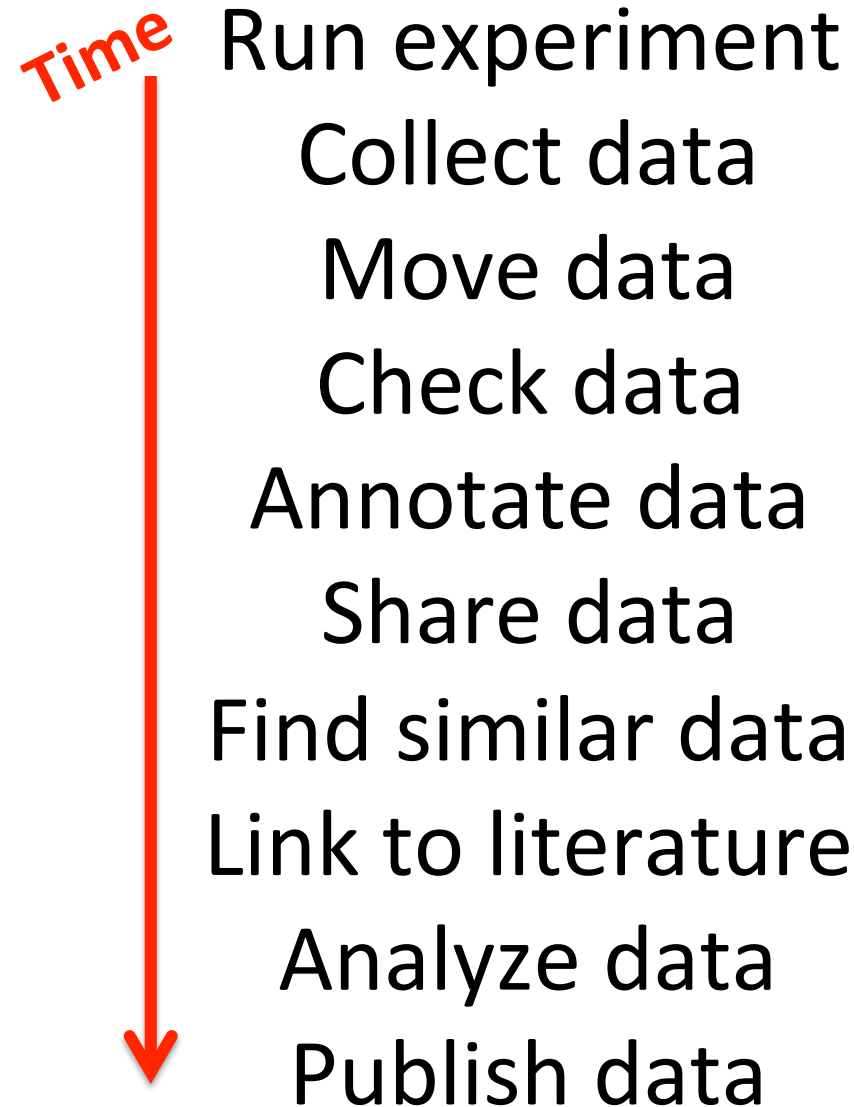 Time
Run experiment
Collect data
Move data
Check data
Annotate data
Share data
Find similar data
Link to literature
Analyze data
Publish data